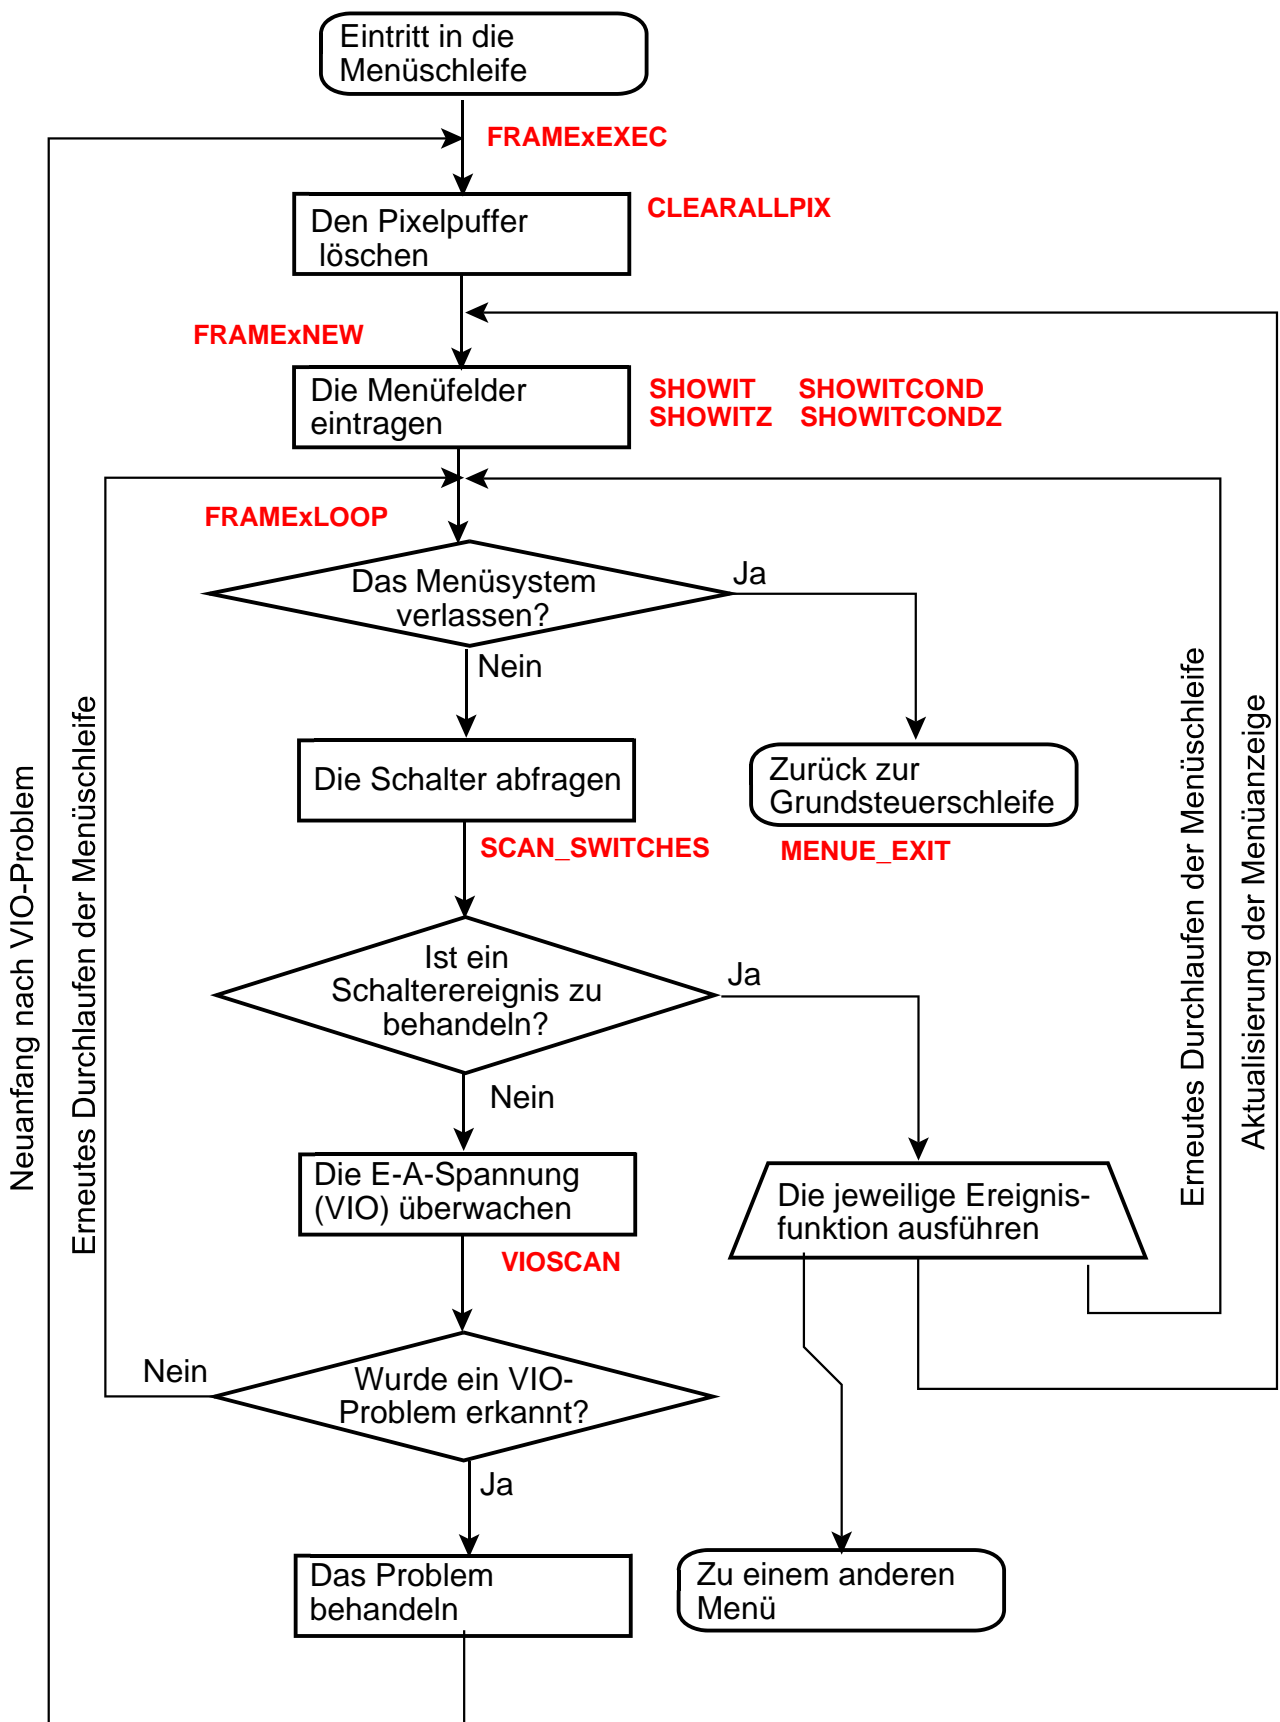 Eintritt in die
Menüschleife
FRAMExEXEC
CLEARALLPIX
Den Pixelpuffer
löschen
FRAMExNEW
Die Menüfelder
eintragen
SHOWIT SHOWITCOND
SHOWITZ SHOWITCONDZ
FRAMExLOOP
Das Menüsystem
verlassen?
Ja
Nein
Die Schalter abfragen
Zurück zur
Grundsteuerschleife
SCAN_SWITCHES
MENUE_EXIT
Ist ein
Schalterereignis zu
behandeln?
Ja
Nein
Die E-A-Spannung
(VIO) überwachen
Die jeweilige Ereignis-
funktion ausführen
VIOSCAN
Nein
Wurde ein VIO-
Problem erkannt?
Ja
Das Problem
behandeln
Zu einem anderen
Menü
Neuanfang nach VIO-Problem
Erneutes Durchlaufen der Menüschleife
Erneutes Durchlaufen der Menüschleife
Aktualisierung der Menüanzeige